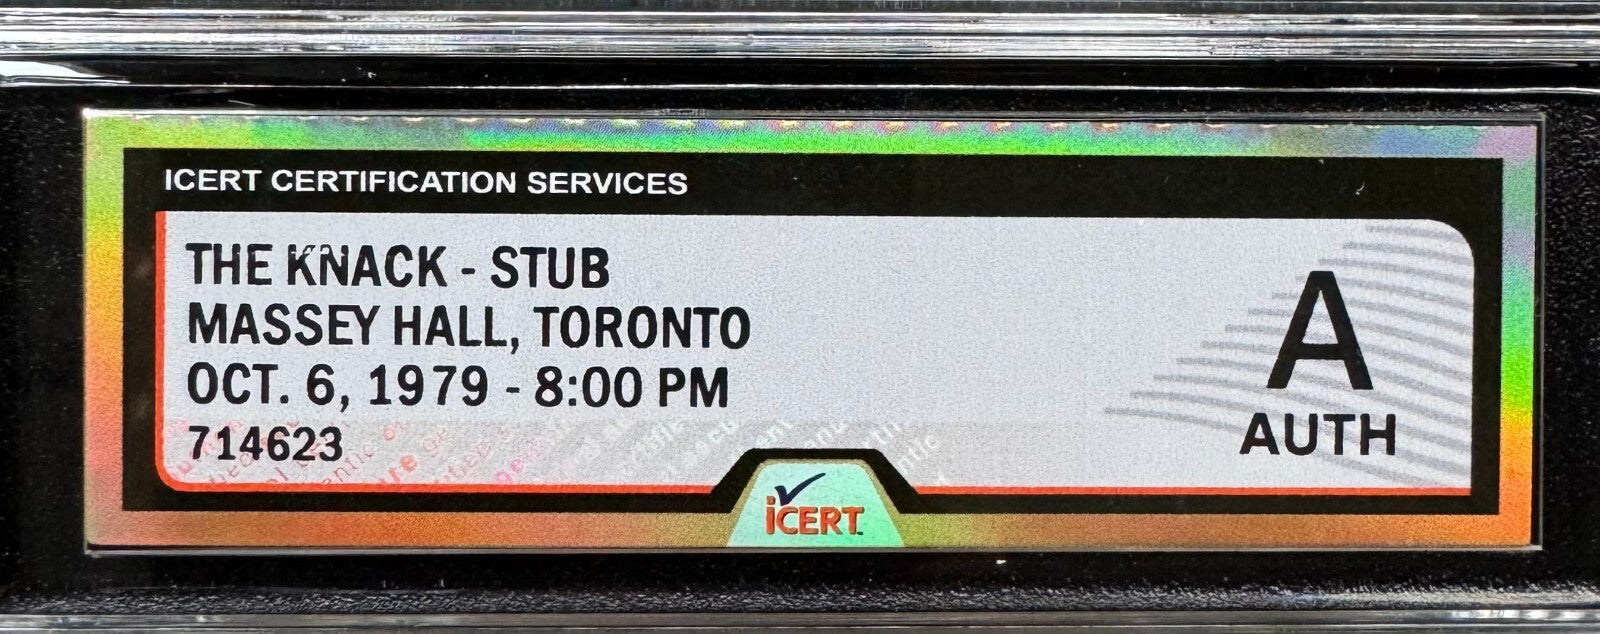 ICERT CERTIFICATION SERVICES
THE KNACK - STUB
MASSEY HALL, TORONTO
OCT. 6, 1979 - 8:00 PM
714623
A
AUTH
iCERT